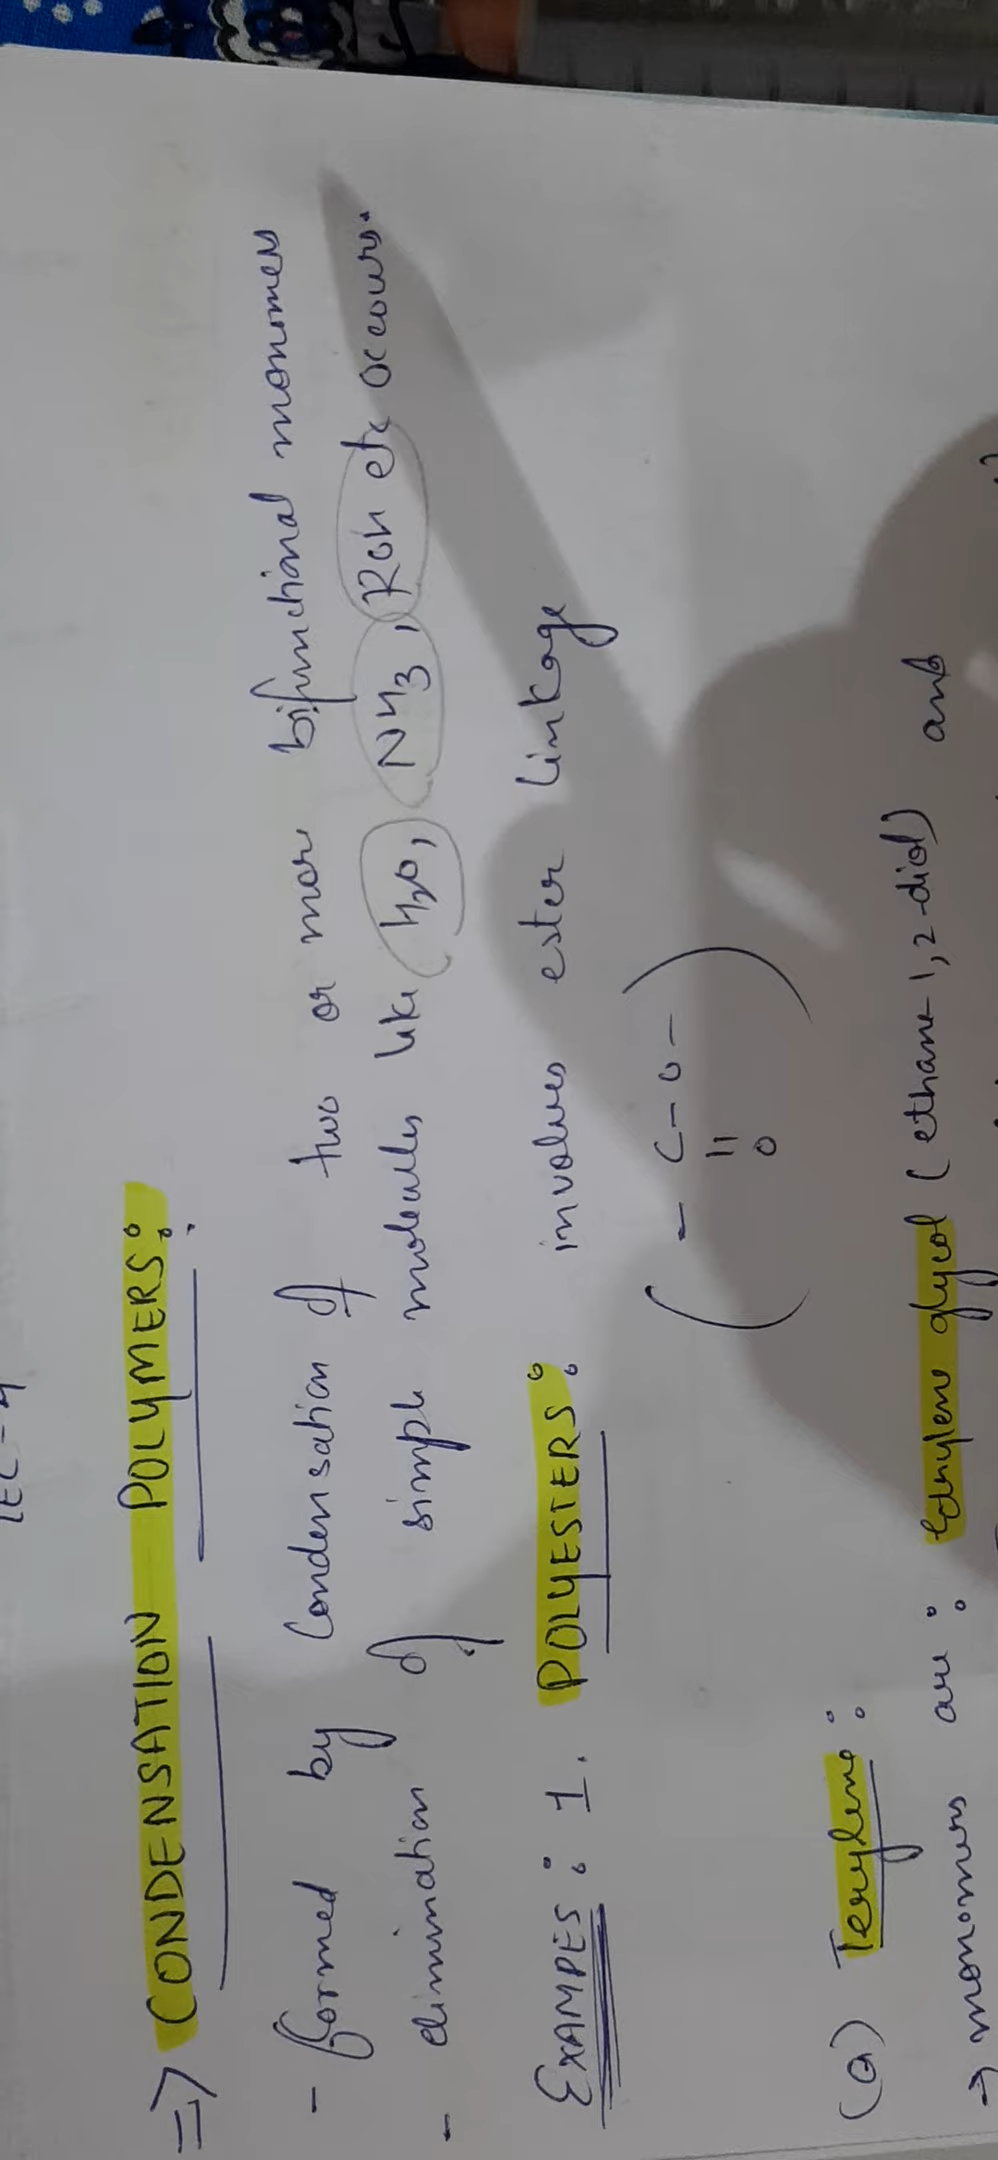 LEC-4
=> CONDENSATION POLYMERS:
- formed by condensation of two or more bifunctional monomers
- elimination of simple molecules like H2O, NH3, ROH etc occurs.
EXAMPES: 1. POLYESTERS: involves ester linkage
(-C-O-)
||
O
(a) Terylene:
→ monomers are: Ethylene glycol (ethane-1,2-diol) and